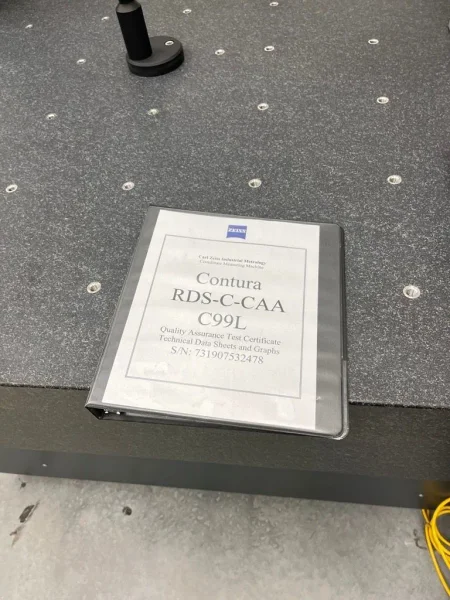 ZEISS
Carl Zeiss Industrial Metrology
Coordinate Measuring Machine
Contura
RDS-C-CAA
C99L
Quality Assurance Test Certificate
Technical Data Sheets and Graphs
S/N: 731907532478